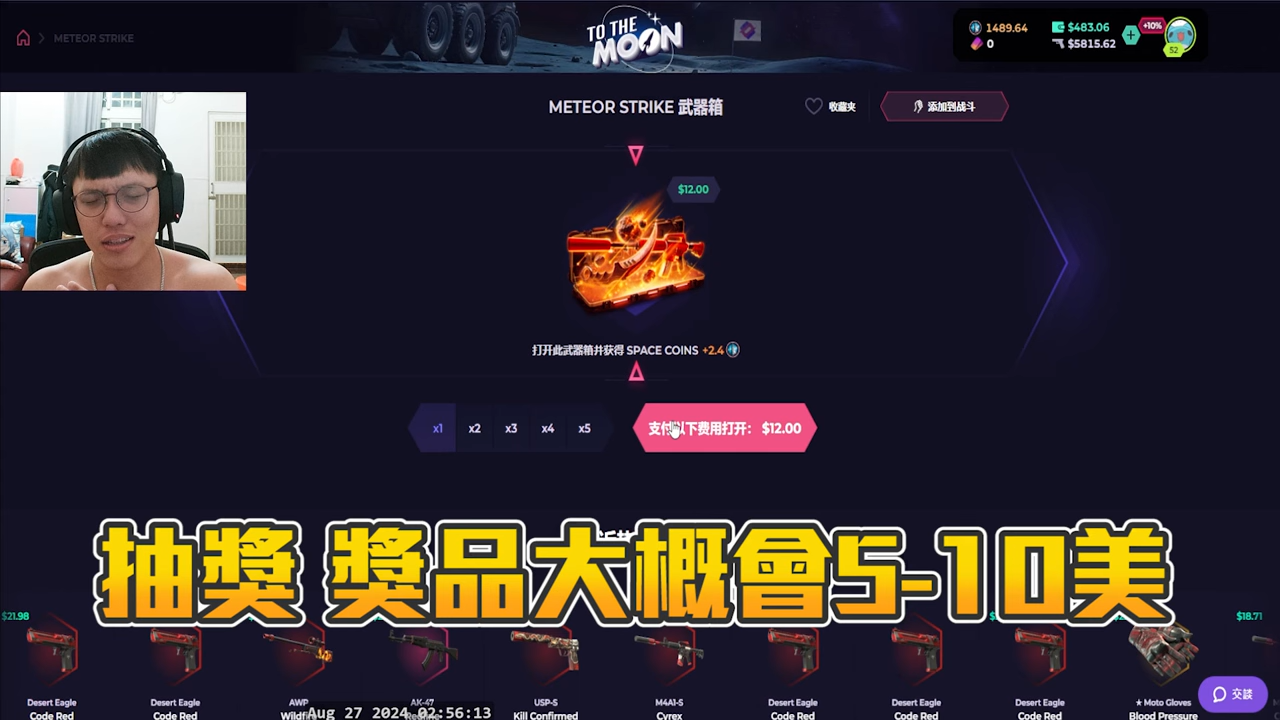 METEOR STRIKE
TO THE
MOON
1489.64
0
$483.06
$5815.62
+10%
52
METEOR STRIKE 武器箱
收藏夹
添加到战斗
$12.00
打开此武器箱并获得 SPACE COINS +2.4
x1
x2
x3
x4
x5
支付以下费用打开: $12.00
抽獎 獎品大概會5-10美
$21.98
$18.71
Desert Eagle
Code Red
Desert Eagle
Code Red
AWP
Wildfire
AK-47
USP-S
Kill Confirmed
M4A1-S
Cyrex
Desert Eagle
Code Red
Desert Eagle
Code Red
Desert Eagle
Code Red
★ Moto Gloves
Blood Pressure
Aug 27 2024 02:56:13
交談